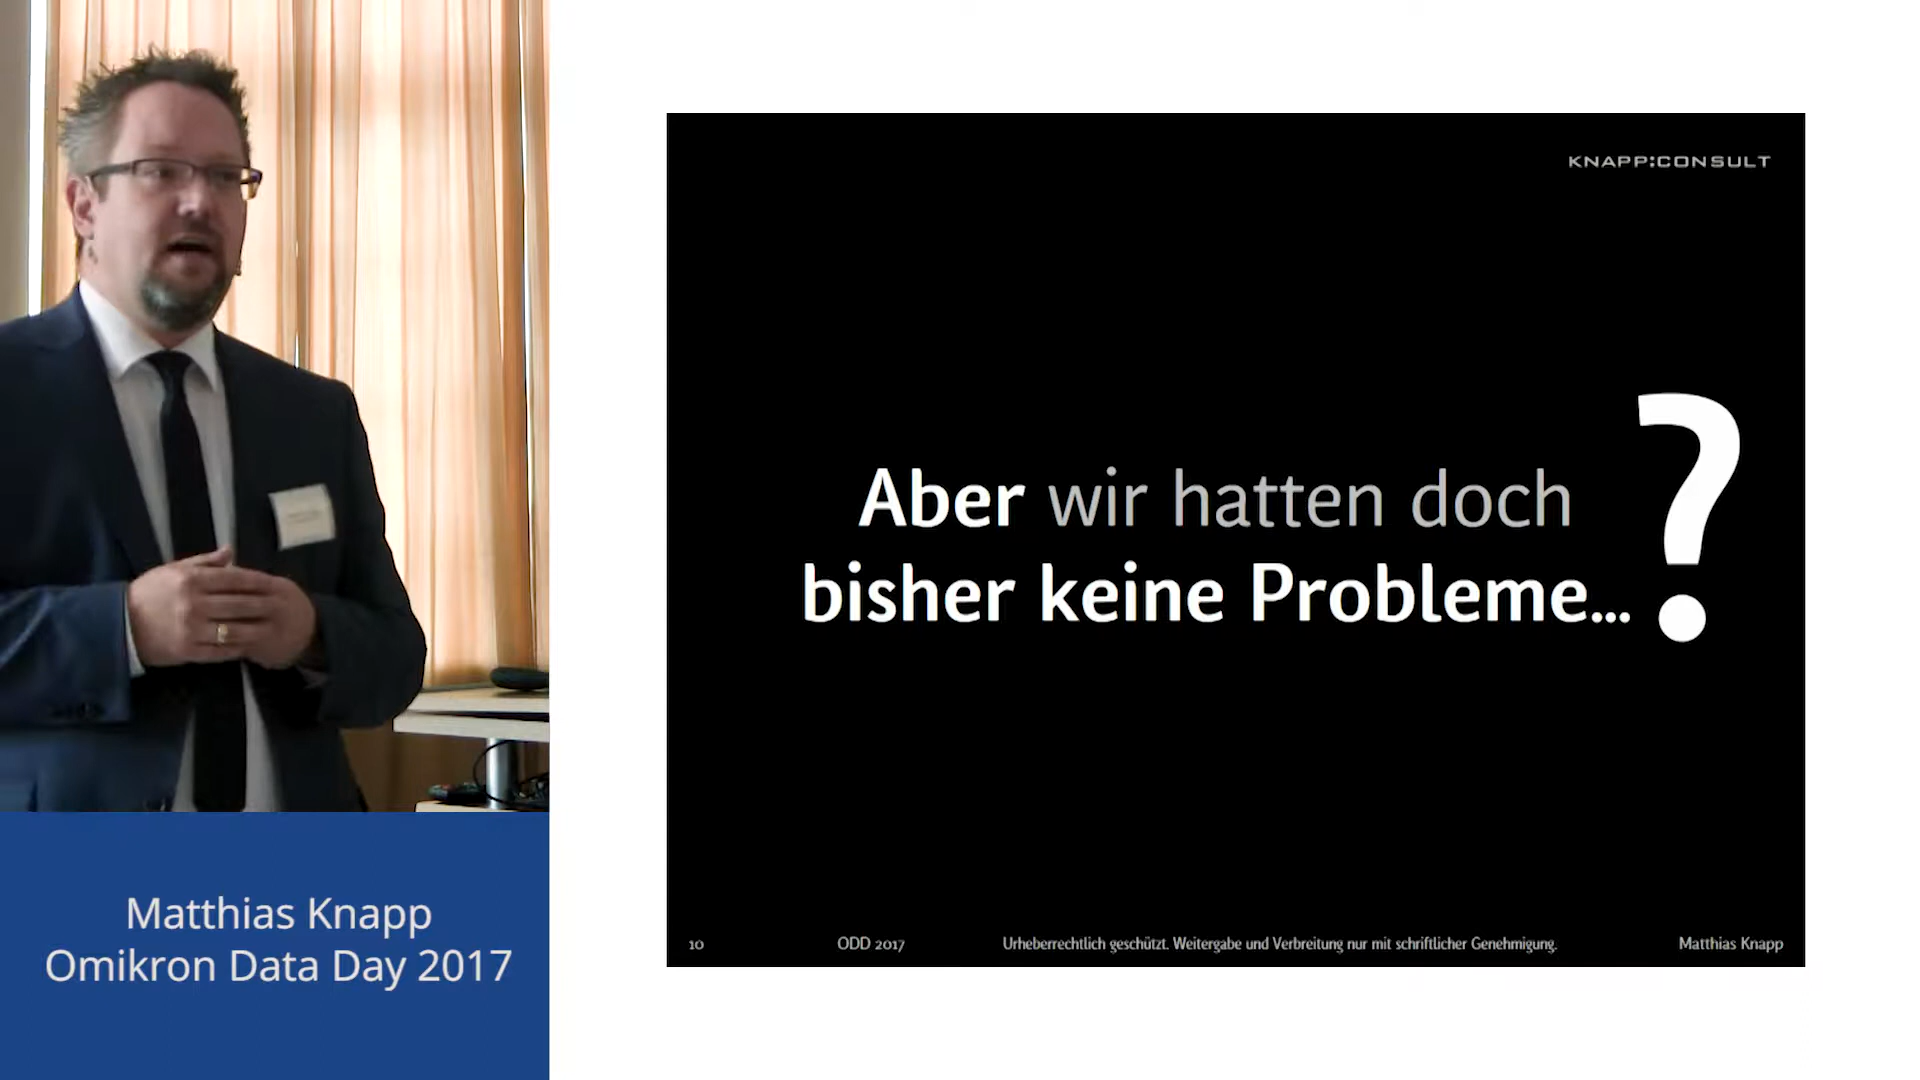 KNAPP:CONSULT
Aber wir hatten doch
bisher keine Probleme...?
10 ODD 2017 Urheberrechtlich geschützt. Weitergabe und Verbreitung nur mit schriftlicher Genehmigung. Matthias Knapp
Matthias Knapp
Omikron Data Day 2017